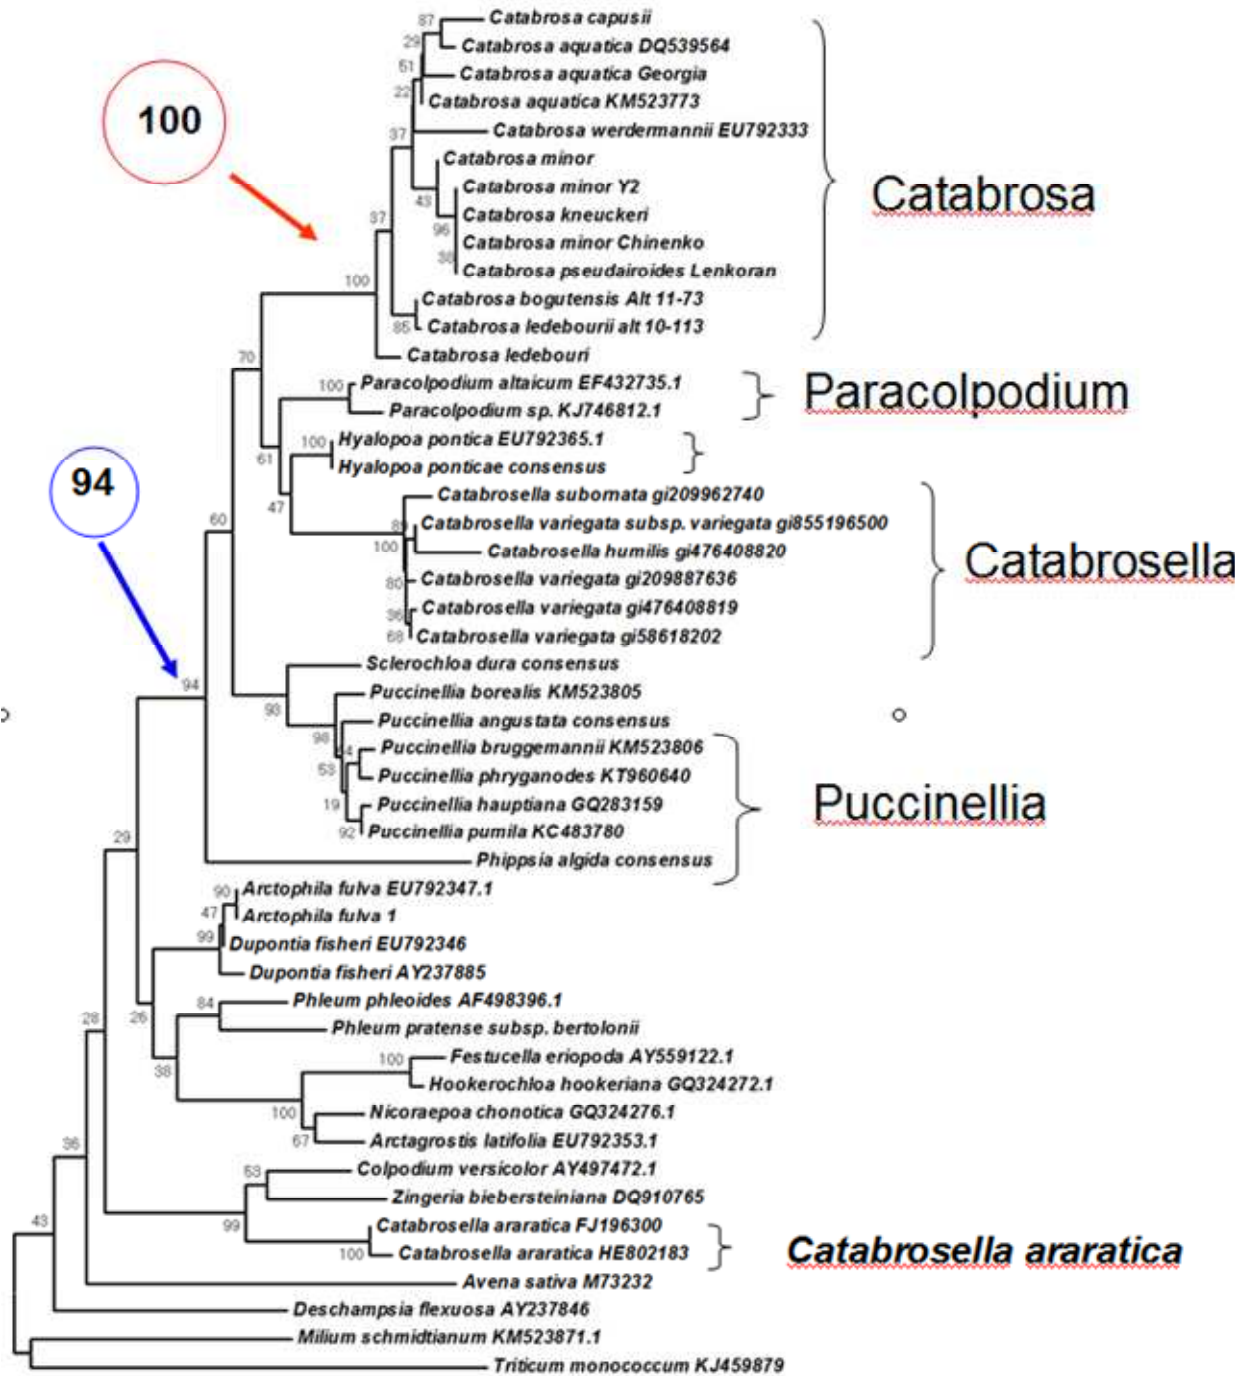 87
Catabrosa capusii
29
Catabrosa aquatica DQ539564
51
Catabrosa aquatica Georgia
22
Catabrosa aquatica KM523773
100
37
Catabrosa werdermannii EU792333
Catabrosa minor
Catabrosa minor Y2
43
Catabrosa
37
Catabrosa kneuckeri
96
Catabrosa minor Chinenko
38
Catabrosa pseudairoides Lenkoran
100
Catabrosa bogutensis Alt 11-73
85
Catabrosa ledebourii alt 10-113
70
Catabrosa ledebouri
100
Paracolpodium altaicum EF432735.1
Paracolpodium
Paracolpodium sp. KJ746812.1
100
Hyalopoa pontica EU792365.1
61
Hyalopoa ponticae consensus
94
47
Catabrosella subornata gi209962740
60
Catabrosella variegata subsp. variegata gi855196500
100
Catabrosella humilis gi476408820
Catabrosella
80
Catabrosella variegata gi209887636
36
Catabrosella variegata gi476408819
68
Catabrosella variegata gi58618202
Sclerochloa dura consensus
94
93
Puccinellia borealis KM523805
Puccinellia angustata consensus
98
Puccinellia bruggemannii KM523806
53
Puccinellia phryganodes KT960640
19
Puccinellia hauptiana GQ283159
Puccinellia
92
Puccinellia pumila KC483780
29
Phippsia algida consensus
90
Arctophila fulva EU792347.1
47
Arctophila fulva 1
99
Dupontia fisheri EU792346
Dupontia fisheri AY237885
84
Phleum phleoides AF498396.1
28
26
Phleum pratense subsp. bertolonii
100
Festucella eriopoda AY559122.1
38
Hookerochloa hookeriana GQ324272.1
100
Nicoraepoa chonotica GQ324276.1
36
67
Arctagrostis latifolia EU792353.1
53
Colpodium versicolor AY497472.1
Zingeria biebersteiniana DQ910765
43
99
Catabrosella araratica FJ196300
100
Catabrosella araratica HE802183
Catabrosella araratica
Avena sativa M73232
Deschampsia flexuosa AY237846
Milium schmidtianum KM523871.1
Triticum monococcum KJ459879